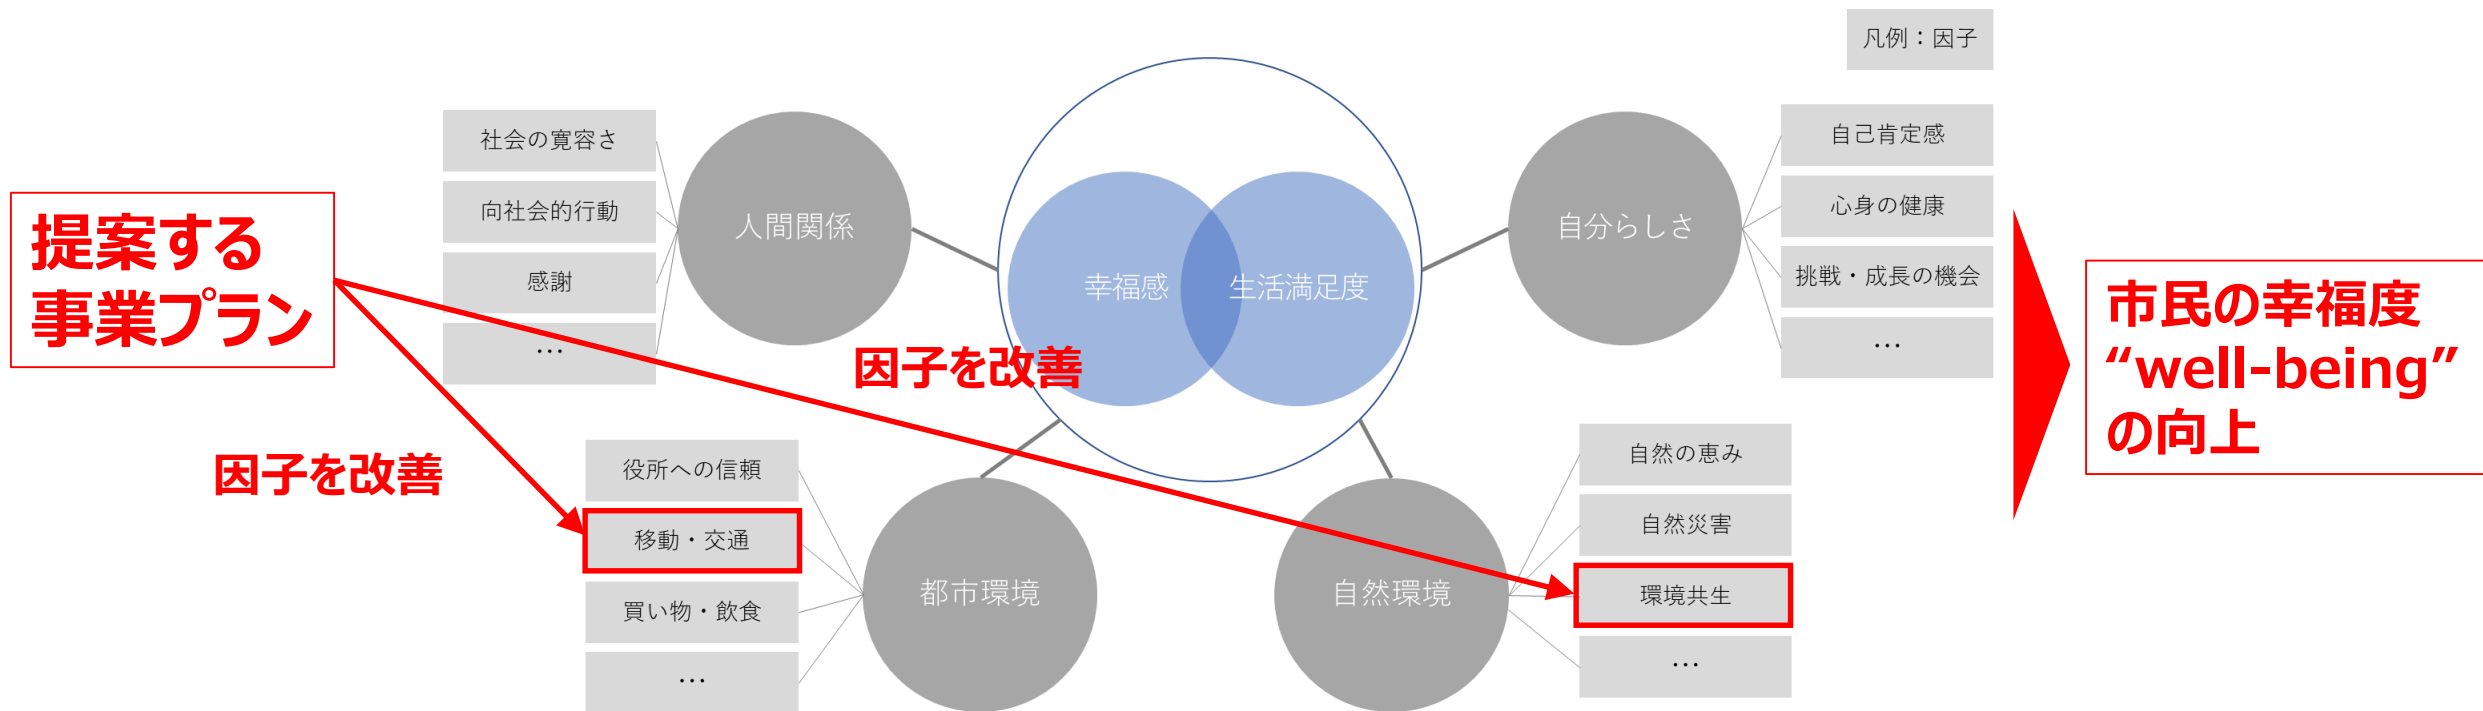 凡例：因子
提案する
事業プラン
社会の寛容さ
向社会的行動
感謝
…
人間関係
幸福感
生活満足度
自分らしさ
自己肯定感
心身の健康
挑戦・成長の機会
…
因子を改善
因子を改善
役所への信頼
移動・交通
買い物・飲食
…
都市環境
自然環境
自然の恵み
自然災害
環境共生
…
市民の幸福度
“well-being”
の向上